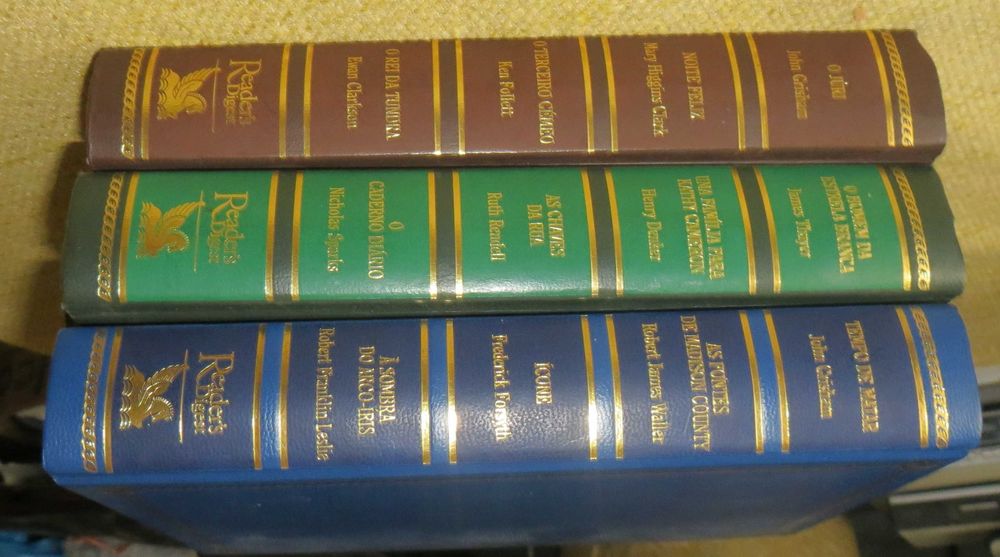 O JÚRI
John Grisham
NOITE FELIZ
Mary Higgins Clark
O TERCEIRO GÉMEO
Ken Follett
O REI DA TUNDRA
Ewan Clarkson
Reader's
Digest
O HOMEM DA
ESTRELA BRANCA
James Thayer
UMA FAMÍLIA PARA
KATHY
Henry Denker
AS CHAVES
DA RUA
Ruth Rendell
O
CADERNO DIÁRIO
Nicholas Sparks
Reader's
Digest
TEMPO DE MATAR
John Grisham
AS PONTES
DE MADISON COUNTY
Robert James Waller
ÍCONE
Frederick Forsyth
À SOMBRA
DO ARCO-ÍRIS
Robert Franklin Leslie
Reader's
Digest